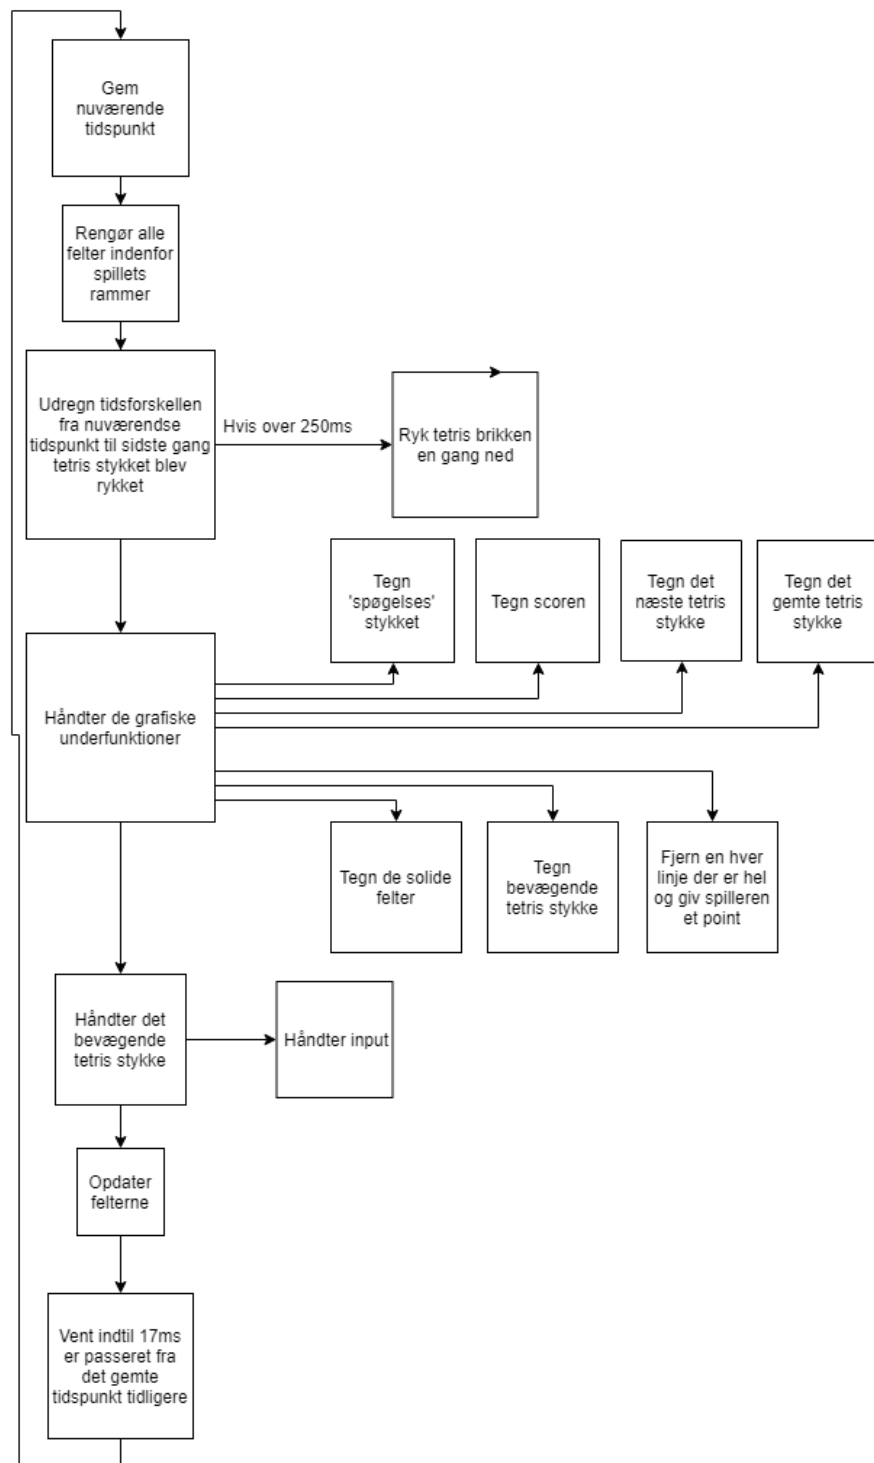 Gem
nuværende
tidspunkt
Rengør alle
felter indenfor
spillets
rammer
Udregn tidsforskellen
fra nuværendse
tidspunkt til sidste gang
tetris stykket blev
rykket
Hvis over 250ms
Ryk tetris brikken
en gang ned
Tegn
'spøgelses'
stykket
Tegn scoren
Tegn det
næste tetris
stykke
Tegn det
gemte tetris
stykke
Håndter de grafiske
underfunktioner
Tegn de solide
felter
Tegn
bevægende
tetris stykke
Fjern en hver
linje der er hel
og giv spilleren
et point
Håndter det
bevægende
tetris stykke
Håndter input
Opdater
felterne
Vent indtil 17ms
er passeret fra
det gemte
tidspunkt tidligere